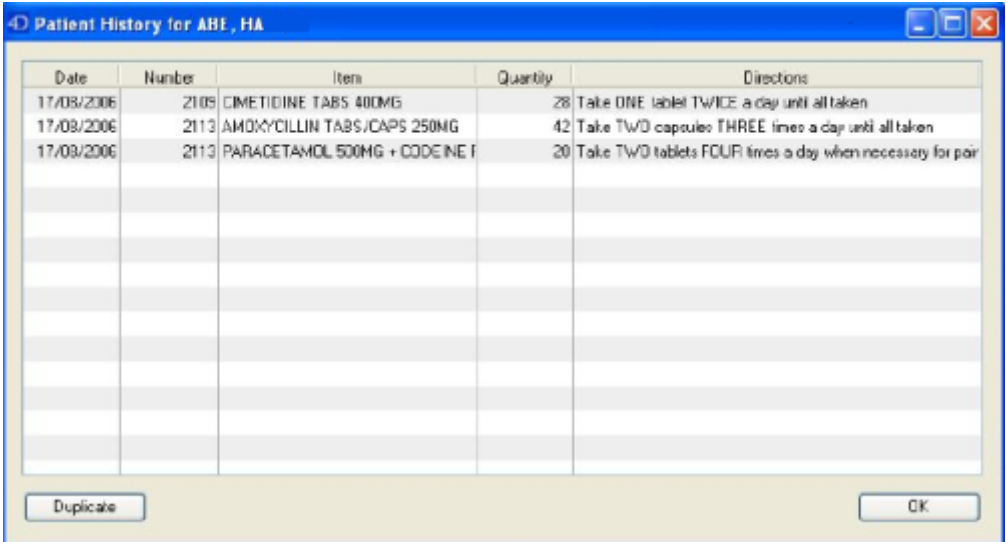 4D Patient History for ABE, HA
Date Number Item Quantity Directions
17/08/2006 2109 CIMETIDINE TABS 400MG 28 Take ONE tablet TWICE a day until all taken
17/08/2006 2113 AMOXYCILLIN TABS/CAPS 250MG 42 Take TWO capsules THREE times a day until all taken
17/08/2006 2113 PARACETAMOL 500MG + CODEINE F 20 Take TWO tablets FOUR times a day when necessary for pain
Duplicate OK